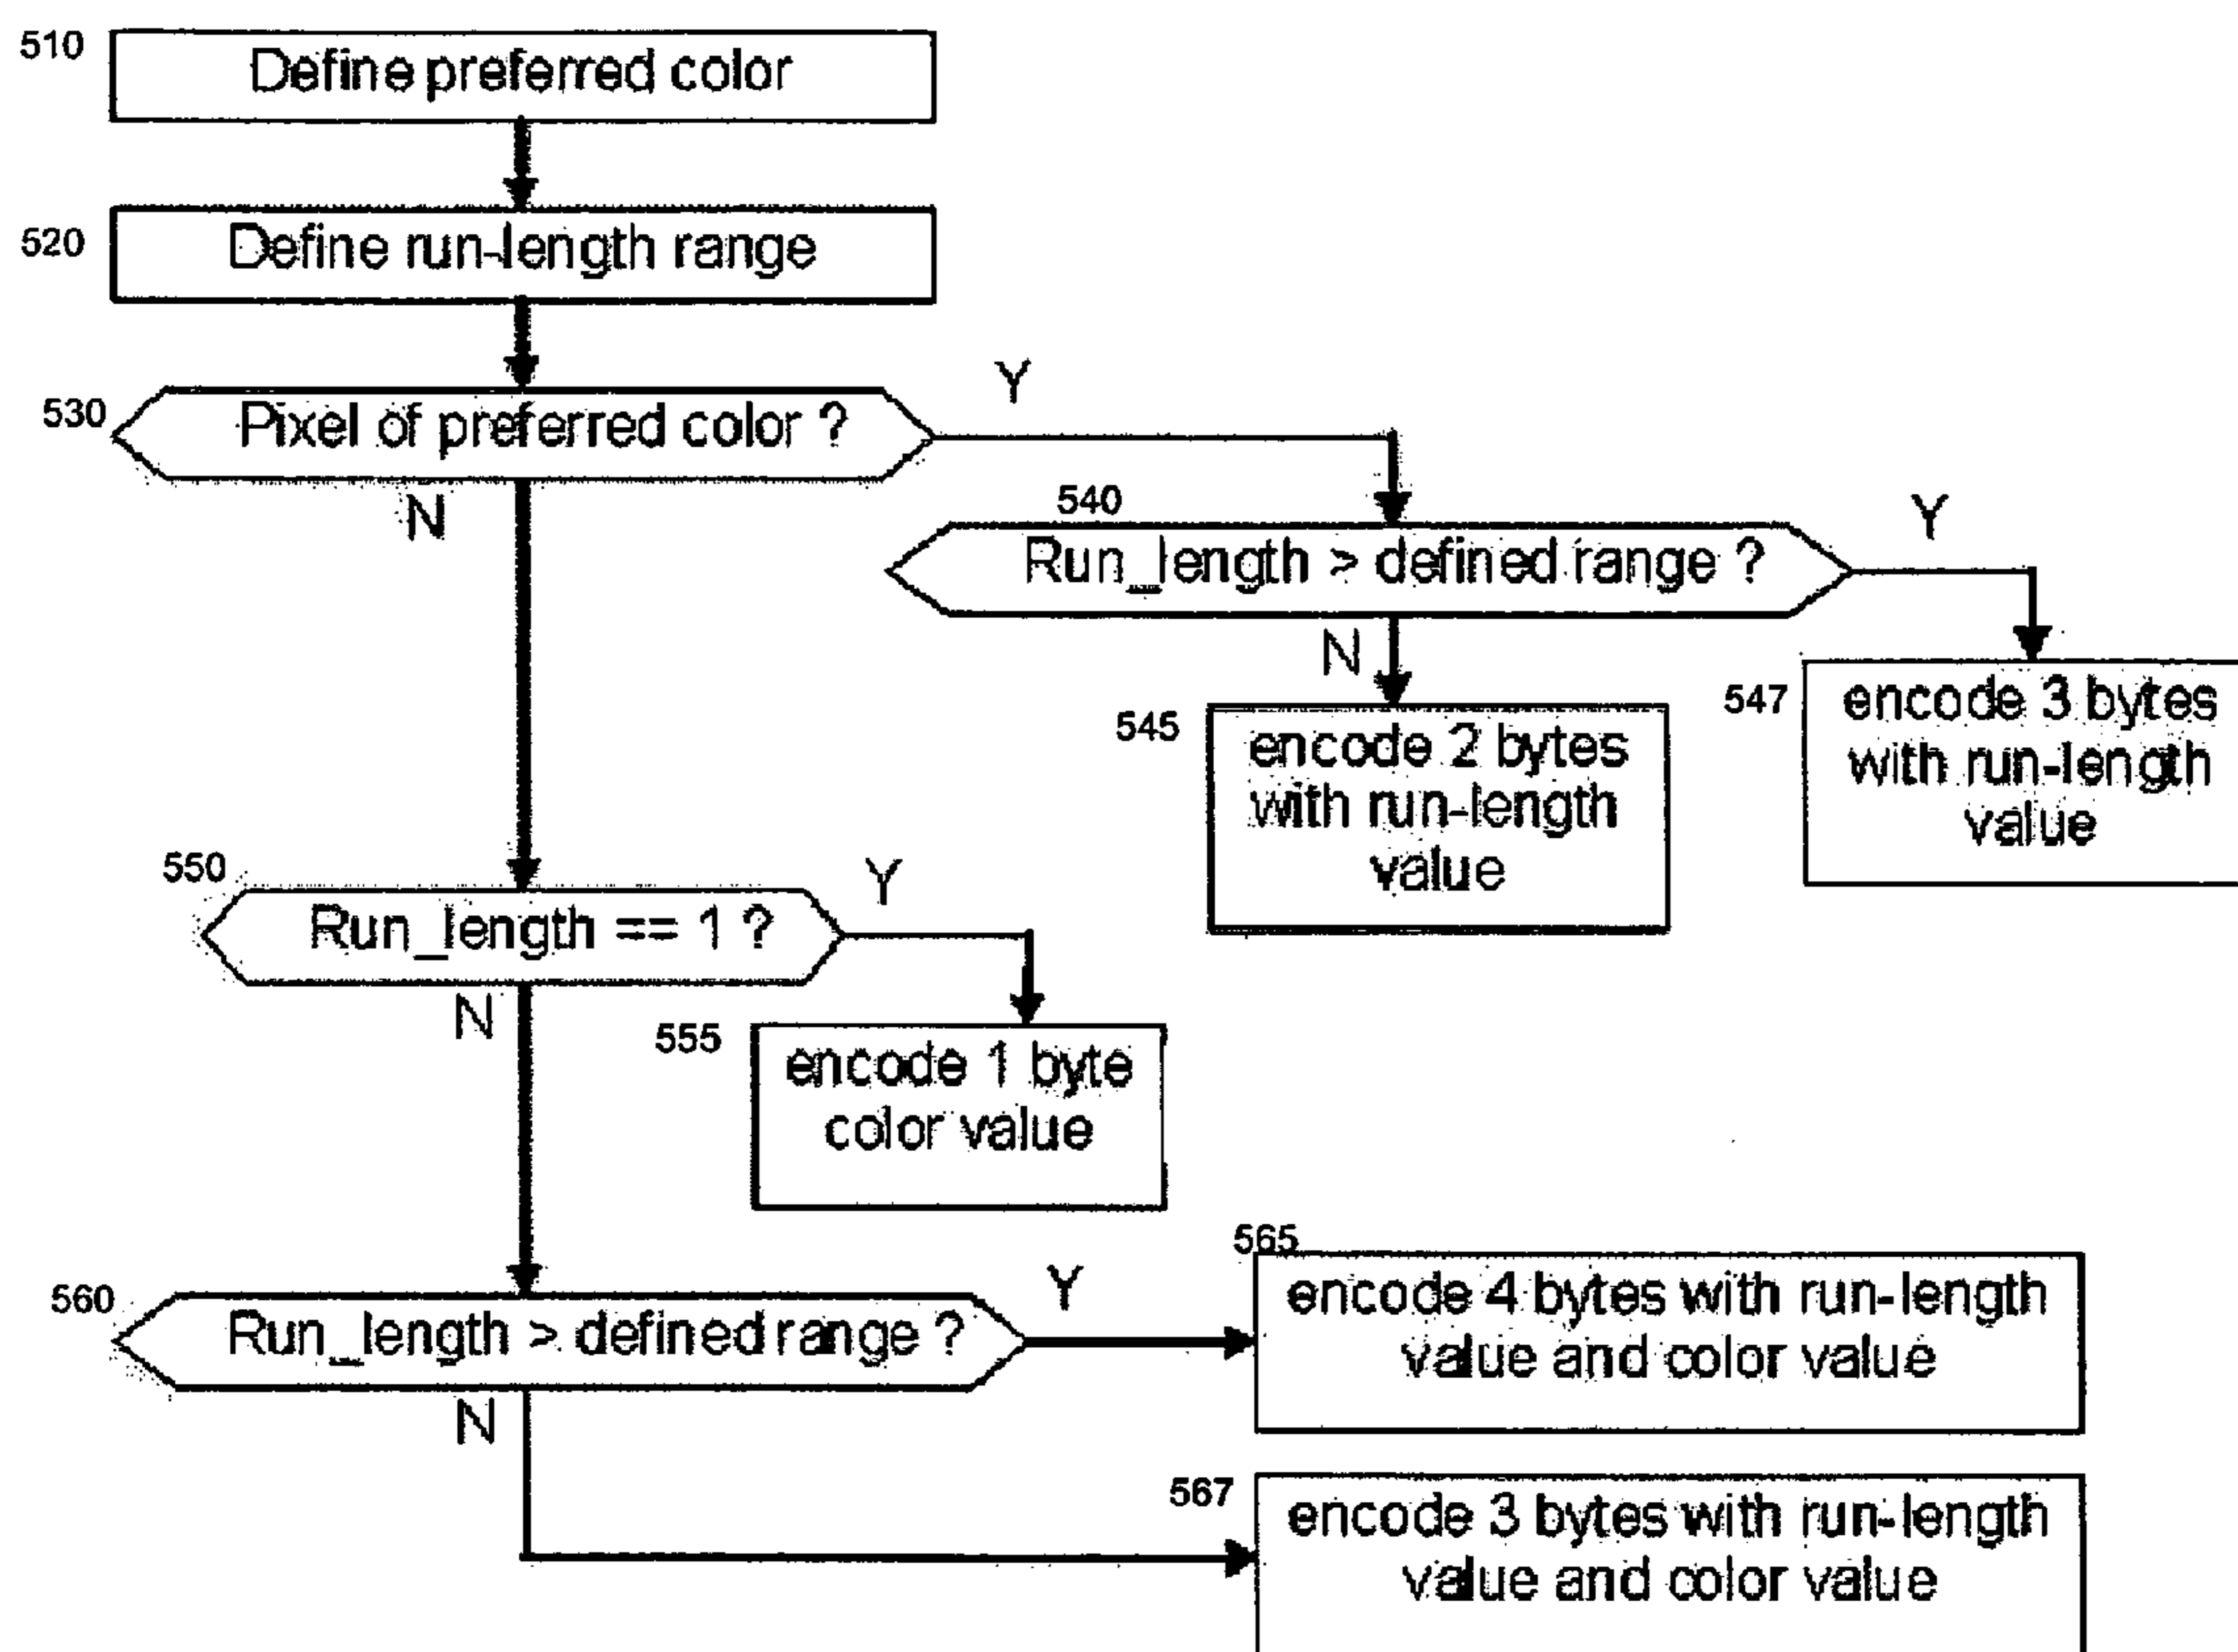 510
Define preferred color
520
Define run-length range
530
Pixel of preferred color ?
Y
N
540
Run_length > defined range ?
Y
N
545
encode 2 bytes
with run-length
value
547
encode 3 bytes
with run-length
value
550
Run_length == 1 ?
Y
N
555
encode 1 byte
color value
560
Run_length > defined range ?
Y
N
565
encode 4 bytes with run-length
value and color value
567
encode 3 bytes with run-length
value and color value